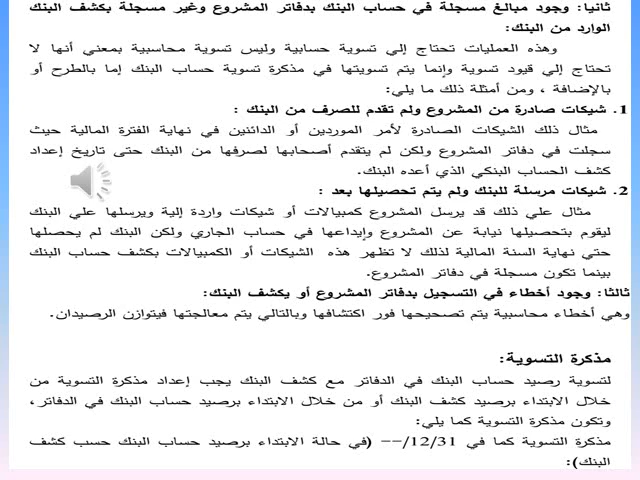 ثانيا: وجود مبالغ مسجلة في حساب البنك بدفاتر المشروع وغير مسجلة بكشف البنك
الوارد من البنك:
وهذه العمليات تحتاج إلي تسوية حسابية وليس تسوية محاسبية بمعني أنها لا
تحتاج إلي قيود تسوية وإنما يتم تسويتها في مذكرة تسوية حساب البنك إما بالطرح أو
بالإضافة ، ومن أمثلة ذلك ما يلي:
1. شيكات صادرة من المشروع ولم تقدم للصرف من البنك :
مثال ذلك الشيكات الصادرة لأمر الموردين أو الدائنين في نهاية الفترة المالية حيث
سجلت في دفاتر المشروع ولكن لم يتقدم أصحابها لصرفها من البنك حتى تاريخ إعداد
كشف الحساب البنكي الذي أعده البنك.
2. شيكات مرسلة للبنك ولم يتم تحصيلها بعد :
مثال علي ذلك قد يرسل المشروع كمبيالات أو شيكات واردة إلية ويرسلها علي البنك
ليقوم بتحصيلها نيابة عن المشروع وإيداعها في حساب الجاري ولكن البنك لم يحصلها
حتي نهاية السنة المالية لذلك لا تظهر هذه الشيكات أو الكمبيالات بكشف حساب البنك
بينما تكون مسجلة في دفاتر المشروع.
ثالثا: وجود أخطاء في التسجيل بدفاتر المشروع أو بكشف البنك:
وهي أخطاء محاسبية يتم تصحيحها فور اكتشافها وبالتالي يتم معالجتها فيتوازن الرصيدان.
مذكرة التسوية:
لتسوية رصيد حساب البنك في الدفاتر مع كشف البنك يجب إعداد مذكرة التسوية من
خلال الابتداء برصيد كشف البنك أو من خلال الابتداء برصيد حساب البنك في الدفاتر،
وتكون مذكرة التسوية كما يلي:
مذكرة التسوية كما في 12/31/-- (في حالة الابتداء برصيد حساب البنك حسب كشف
البنك):